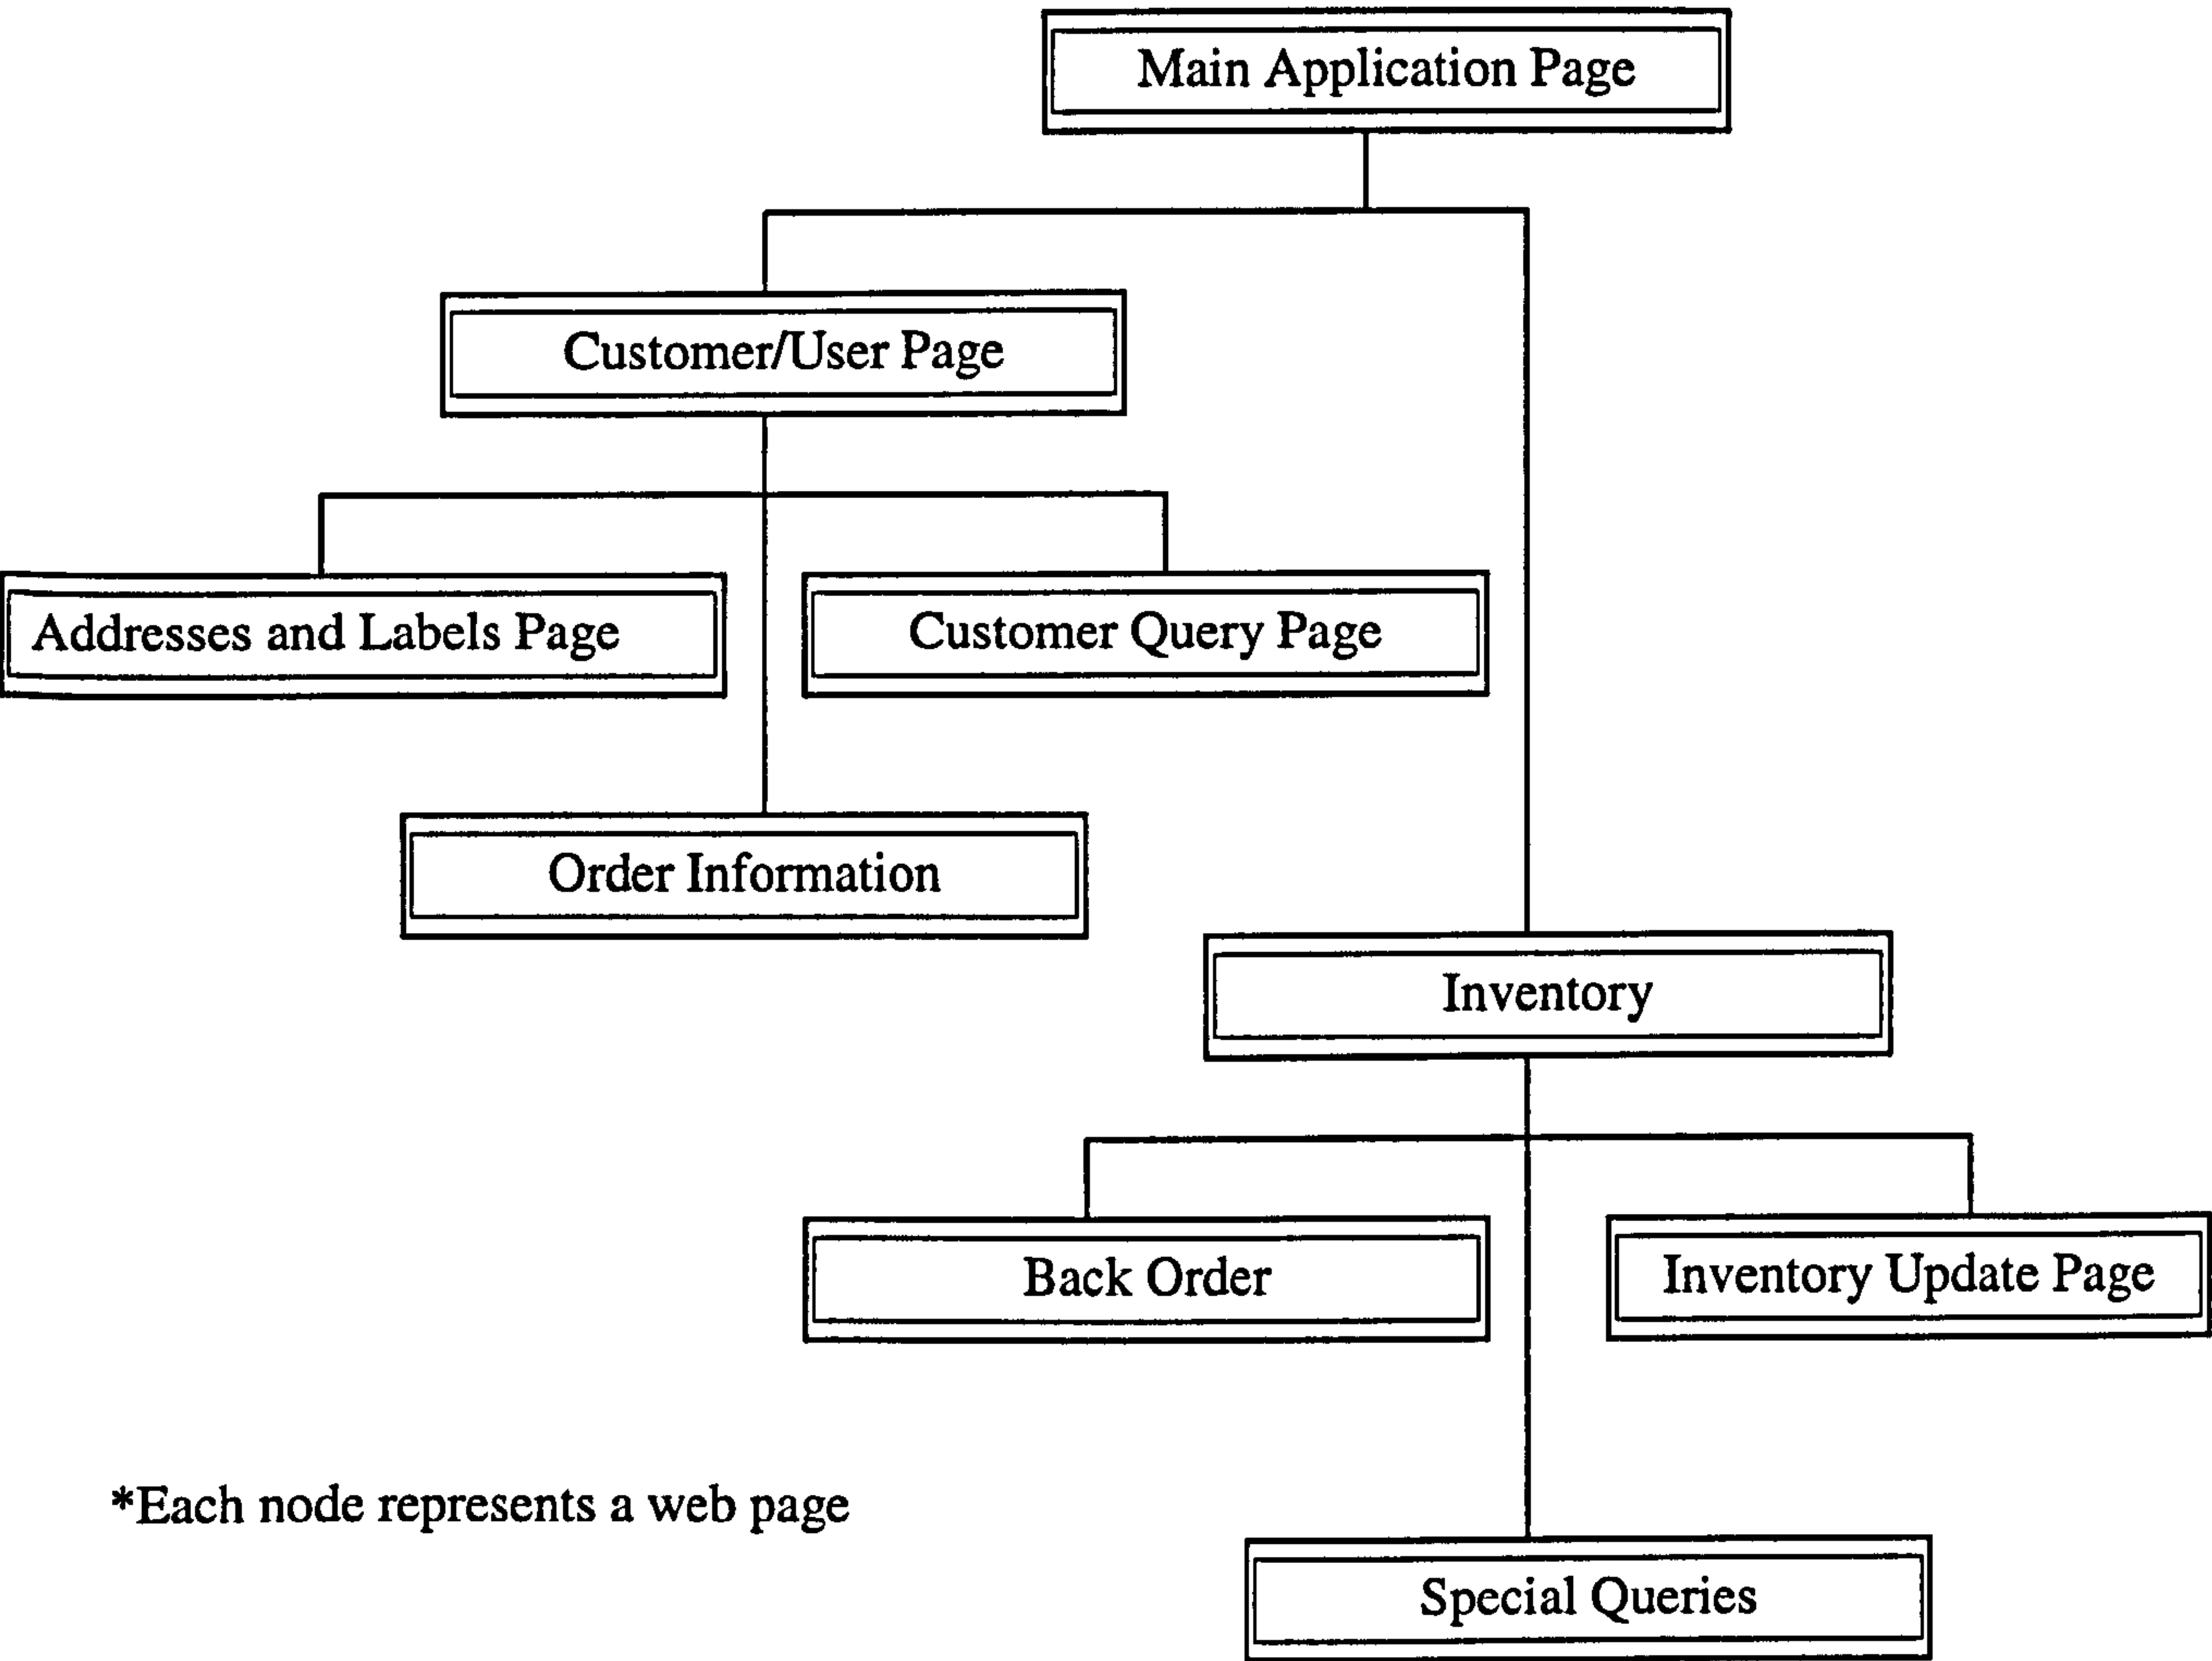 Main Application Page
Customer/User Page
Addresses and Labels Page
Customer Query Page
Order Information
Inventory
Back Order
Inventory Update Page
*Each node represents a web page
Special Queries